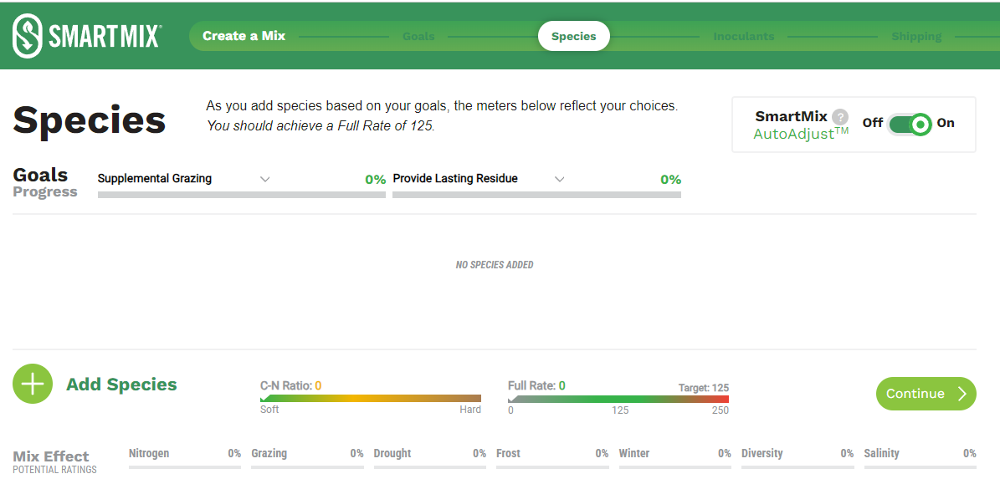 SMARTMIX
Create a Mix Goals Species Inoculants Shipping
Species
As you add species based on your goals, the meters below reflect your choices.
You should achieve a Full Rate of 125.
SmartMix ?
AutoAdjust™
Off On
Goals
Progress
Supplemental Grazing 0% Provide Lasting Residue 0%
NO SPECIES ADDED
Add Species
C-N Ratio: 0
Soft Hard
Full Rate: 0 Target: 125
0 125 250
Continue
Mix Effect
POTENTIAL RATINGS
Nitrogen 0% Grazing 0% Drought 0% Frost 0% Winter 0% Diversity 0% Salinity 0%